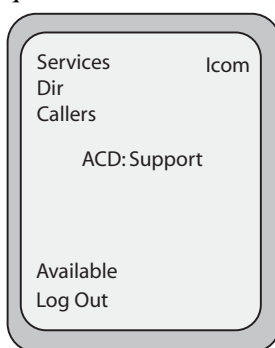 Services Icom
Dir
Callers
ACD: Support
Available
Log Out